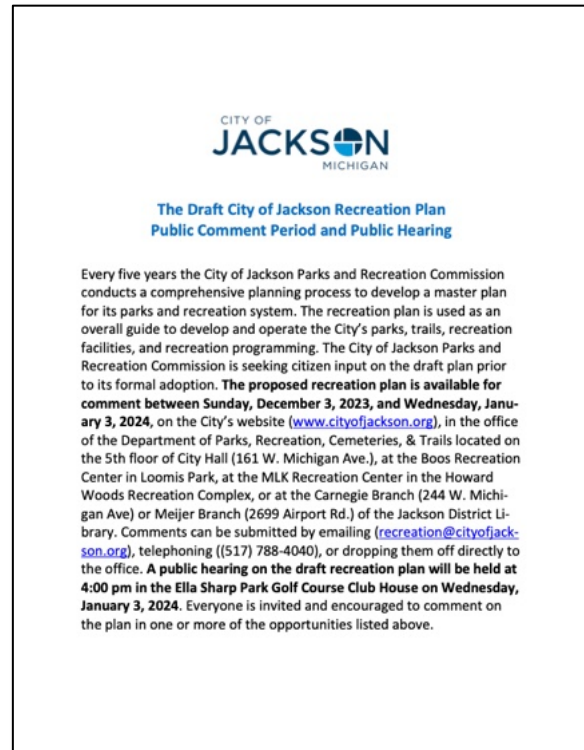 CITY OF
JACKSON
MICHIGAN
The Draft City of Jackson Recreation Plan
Public Comment Period and Public Hearing
Every five years the City of Jackson Parks and Recreation Commission
conducts a comprehensive planning process to develop a master plan
for its parks and recreation system. The recreation plan is used as an
overall guide to develop and operate the City's parks, trails, recreation
facilities, and recreation programming. The City of Jackson Parks and
Recreation Commission is seeking citizen input on the draft plan prior
to its formal adoption. The proposed recreation plan is available for
comment between Sunday, December 3, 2023, and Wednesday, Janu-
ary 3, 2024, on the City's website (www.cityofjackson.org), in the office
of the Department of Parks, Recreation, Cemeteries, & Trails located on
the 5th floor of City Hall (161 W. Michigan Ave.), at the Boos Recreation
Center in Loomis Park, at the MLK Recreation Center in the Howard
Woods Recreation Complex, or at the Carnegie Branch (244 W. Michi-
gan Ave) or Meijer Branch (2699 Airport Rd.) of the Jackson District Li-
brary. Comments can be submitted by emailing (recreation@cityofjack-
son.org), telephoning ((517) 788-4040), or dropping them off directly to
the office. A public hearing on the draft recreation plan will be held at
4:00 pm in the Ella Sharp Park Golf Course Club House on Wednesday,
January 3, 2024. Everyone is invited and encouraged to comment on
the plan in one or more of the opportunities listed above.